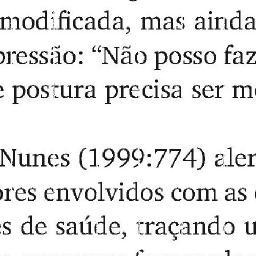 modificada, mas ainda
pressão: “Não posso faz
e postura precisa ser m
Nunes (1999:774) aler
ores envolvidos com as
s de saúde, traçando u